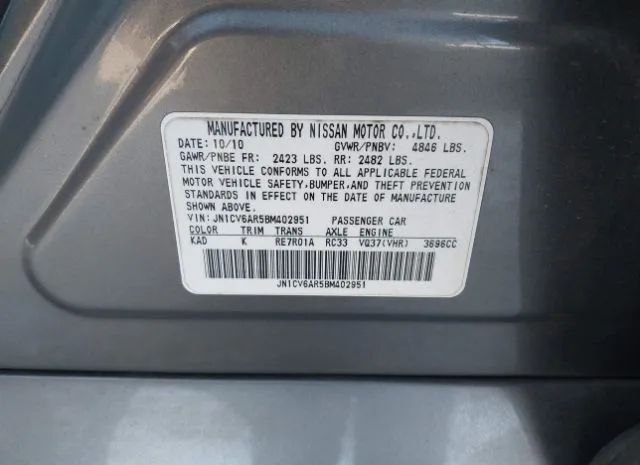 MANUFACTURED BY NISSAN MOTOR CO.,LTD.
DATE: 10/10 GVWR/PNBV: 4846 LBS.
GAWR/PNBE FR: 2423 LBS. RR: 2482 LBS.
THIS VEHICLE CONFORMS TO ALL APPLICABLE FEDERAL
MOTOR VEHICLE SAFETY, BUMPER, AND THEFT PREVENTION
STANDARDS IN EFFECT ON THE DATE OF MANUFACTURE
SHOWN ABOVE.
VIN: JN1CV6AR5BM402951 PASSENGER CAR
COLOR TRIM TRANS AXLE ENGINE
KAD K RE7R01A RC33 VQ37(VHR) 3696CC
JN1CV6AR5BM402951